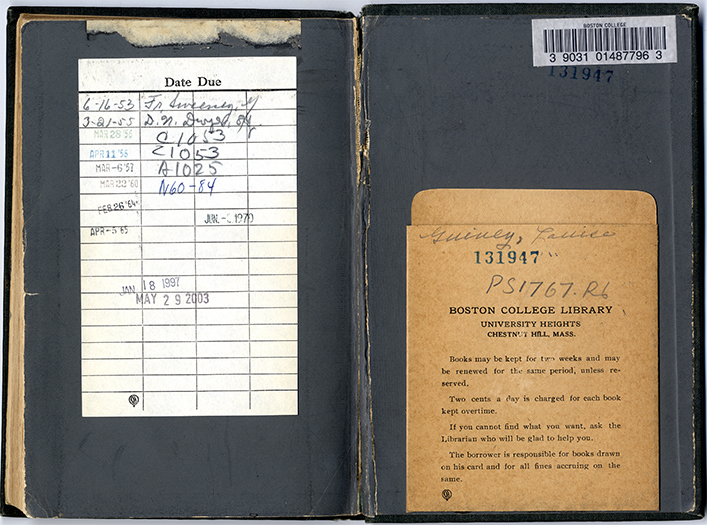 Date Due
6-16-53 Fr. Sweeney, SJ
3-21-55 D. N. Dwyer,
MAR 28 '56 C1053
APR 11 '56 C1053
MAR -6 '57 A1025
MAR 22 '60 N60-84
FEB 26 '64
JUN. - 1970
APR -5 65
JAN 18 1997
MAY 29 2003
BOSTON COLLEGE
3 9031 01487796 3
131947
Guiney, Louise
131947
PS1767.R6
BOSTON COLLEGE LIBRARY
UNIVERSITY HEIGHTS
CHESTNUT HILL, MASS.
Books may be kept for two weeks and may
be renewed for the same period, unless re-
served.
Two cents a day is charged for each book
kept overtime.
If you cannot find what you want, ask the
Librarian who will be glad to help you.
The borrower is responsible for books drawn
on his card and for all fines accruing on the
same.